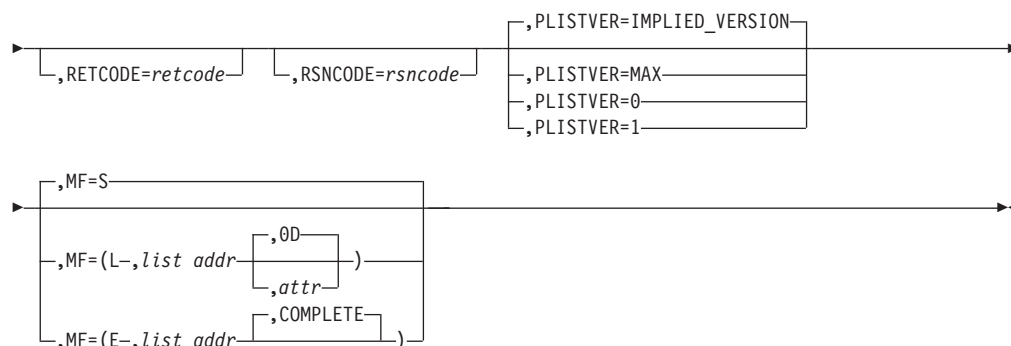 ,PLISTVER=IMPLIED_VERSION
,RETCODE=retcode ,RSNCODE=rsncode ,PLISTVER=MAX
,PLISTVER=0
,PLISTVER=1
,MF=S
,0D
,MF=(L ,list addr )
,attr
,COMPLETE
,MF=(E ,list addr )